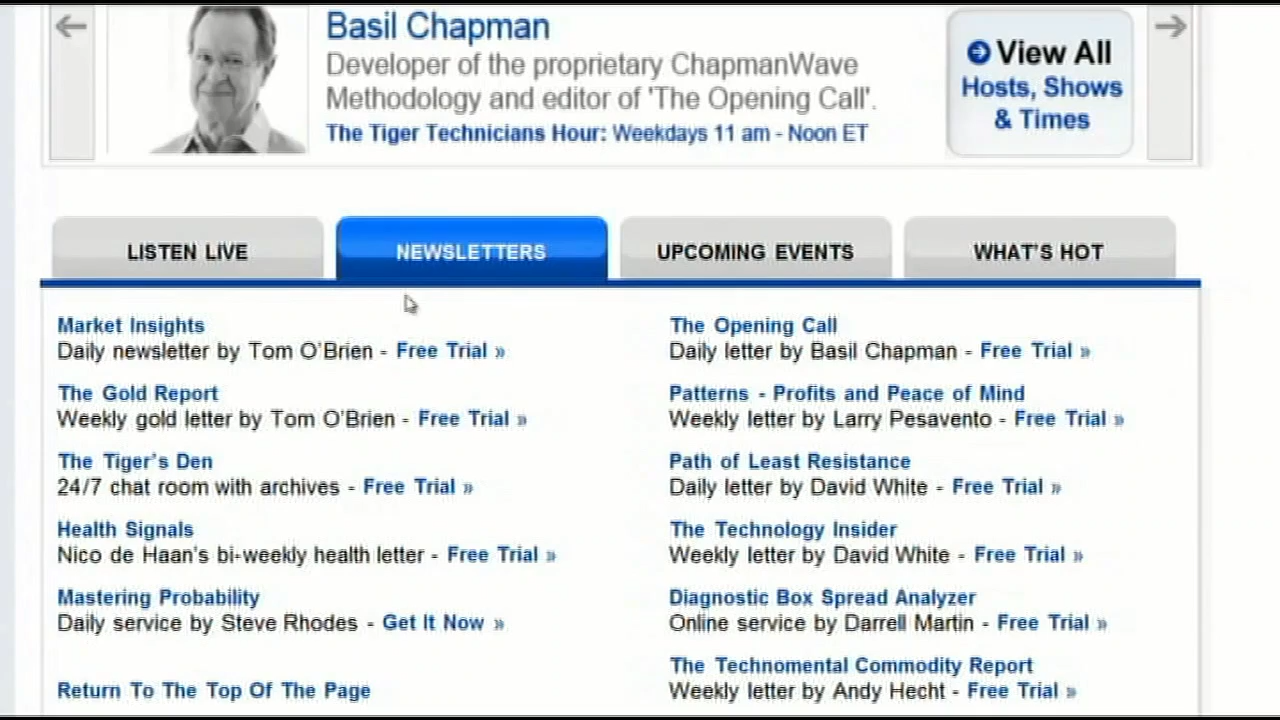 Basil Chapman
Developer of the proprietary ChapmanWave
Methodology and editor of 'The Opening Call'.
The Tiger Technicians Hour: Weekdays 11 am - Noon ET
View All
Hosts, Shows
& Times
LISTEN LIVE
NEWSLETTERS
UPCOMING EVENTS
WHAT'S HOT
Market Insights
Daily newsletter by Tom O'Brien - Free Trial »
The Gold Report
Weekly gold letter by Tom O'Brien - Free Trial »
The Tiger's Den
24/7 chat room with archives - Free Trial »
Health Signals
Nico de Haan's bi-weekly health letter - Free Trial »
Mastering Probability
Daily service by Steve Rhodes - Get It Now »
Return To The Top Of The Page
The Opening Call
Daily letter by Basil Chapman - Free Trial »
Patterns - Profits and Peace of Mind
Weekly letter by Larry Pesavento - Free Trial »
Path of Least Resistance
Daily letter by David White - Free Trial »
The Technology Insider
Weekly letter by David White - Free Trial »
Diagnostic Box Spread Analyzer
Online service by Darrell Martin - Free Trial »
The Technomental Commodity Report
Weekly letter by Andy Hecht - Free Trial »